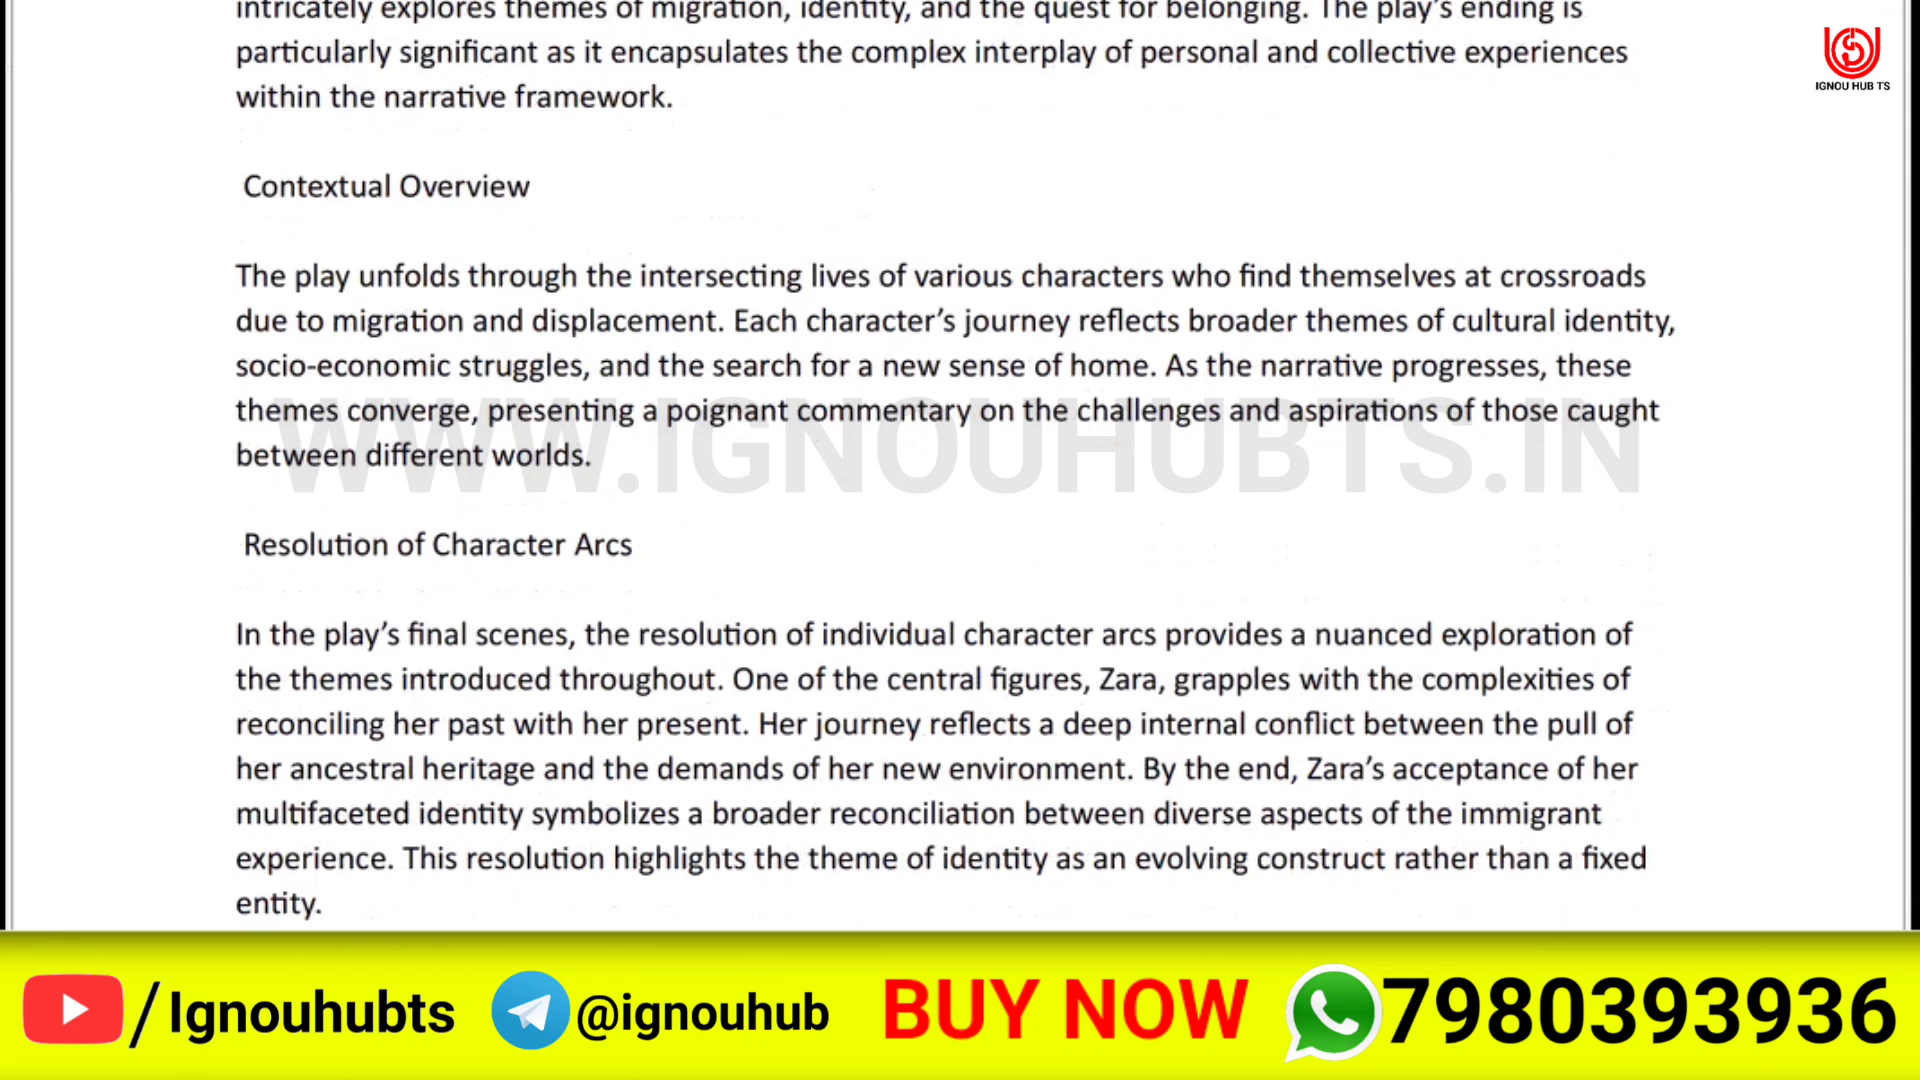 intricately explores themes of migration, identity, and the quest for belonging. The play's ending is
particularly significant as it encapsulates the complex interplay of personal and collective experiences
within the narrative framework.
IGNOU HUB TS
Contextual Overview
The play unfolds through the intersecting lives of various characters who find themselves at crossroads
due to migration and displacement. Each character's journey reflects broader themes of cultural identity,
socio-economic struggles, and the search for a new sense of home. As the narrative progresses, these
themes converge, presenting a poignant commentary on the challenges and aspirations of those caught
between different worlds.
WWW.IGNOUHUBTS.IN
Resolution of Character Arcs
In the play's final scenes, the resolution of individual character arcs provides a nuanced exploration of
the themes introduced throughout. One of the central figures, Zara, grapples with the complexities of
reconciling her past with her present. Her journey reflects a deep internal conflict between the pull of
her ancestral heritage and the demands of her new environment. By the end, Zara's acceptance of her
multifaceted identity symbolizes a broader reconciliation between diverse aspects of the immigrant
experience. This resolution highlights the theme of identity as an evolving construct rather than a fixed
entity.
/Ignouhubts @ignouhub BUY NOW 7980393936